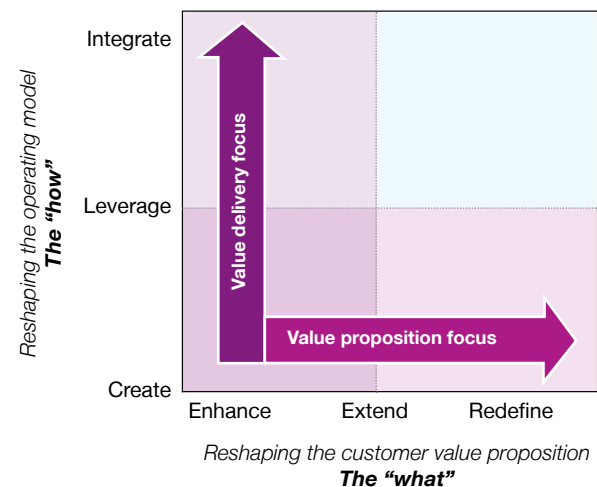 Integrate
Leverage
Create
Reshaping the operating model
The “how”
Value delivery focus
Value proposition focus
Enhance
Extend
Redefine
Reshaping the customer value proposition
The “what”